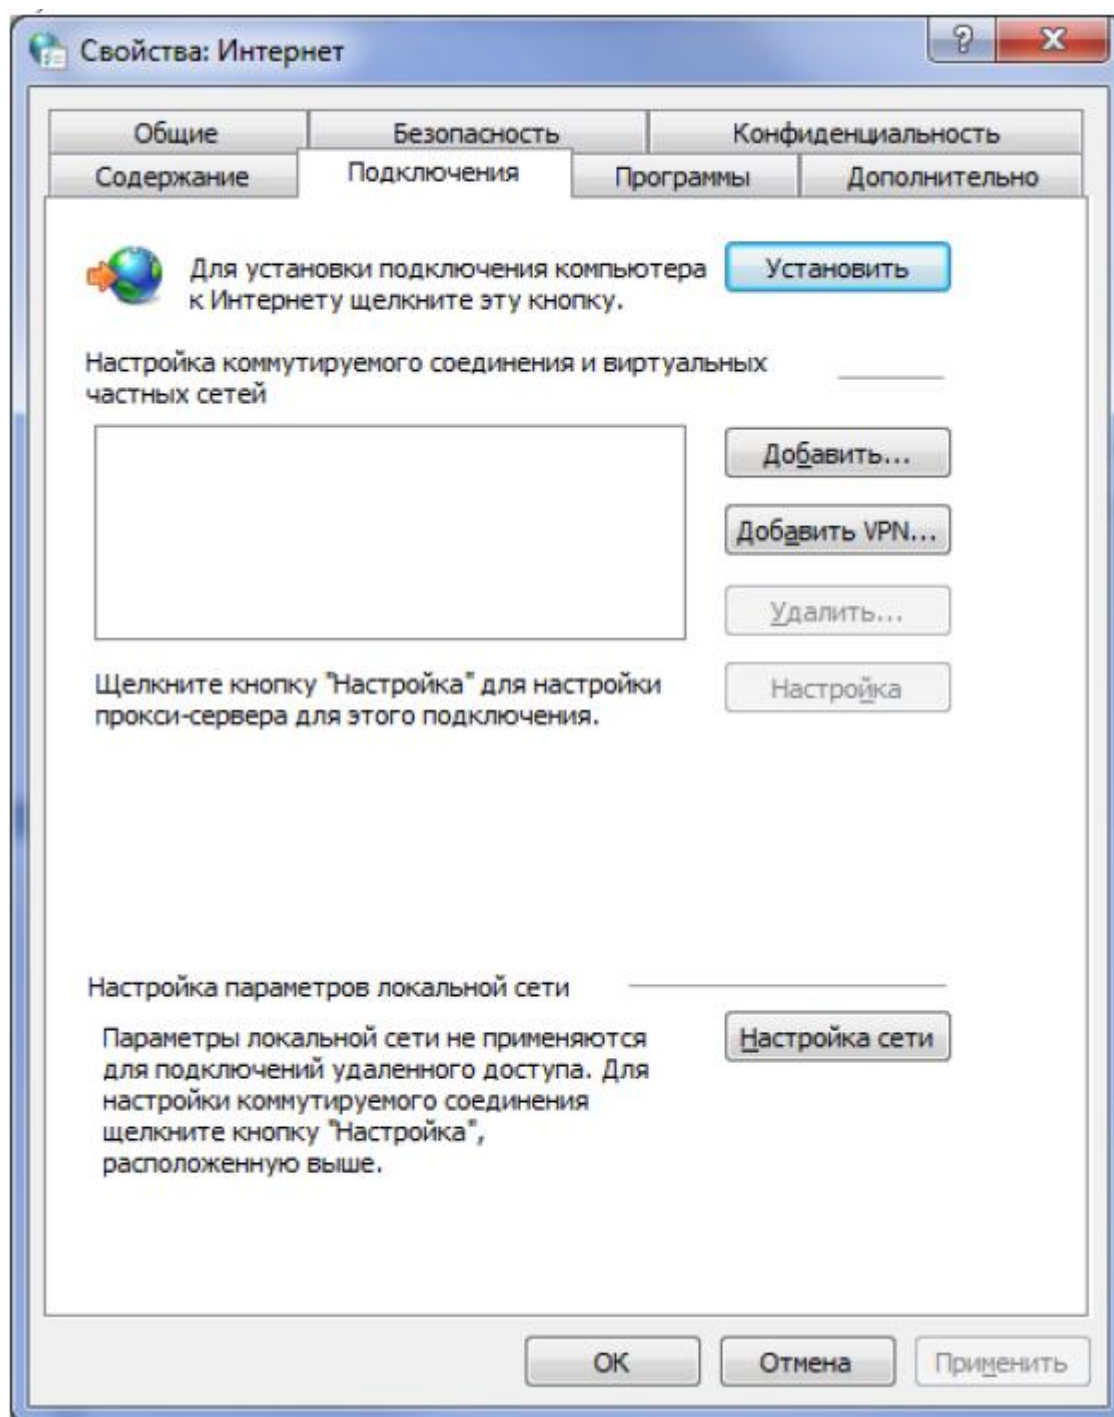 Свойства: Интернет
?
X
Общие
Безопасность
Конфиденциальность
Содержание
Подключения
Программы
Дополнительно
Для установки подключения компьютера
к Интернету щелкните эту кнопку.
Установить
Настройка коммутируемого соединения и виртуальных
частных сетей
Добавить...
Добавить VPN...
Удалить...
Щелкните кнопку "Настройка" для настройки
прокси-сервера для этого подключения.
Настройка
Настройка параметров локальной сети
Параметры локальной сети не применяются
для подключений удаленного доступа. Для
настройки коммутируемого соединения
щелкните кнопку "Настройка",
расположенную выше.
Настройка сети
ОК
Отмена
Применить